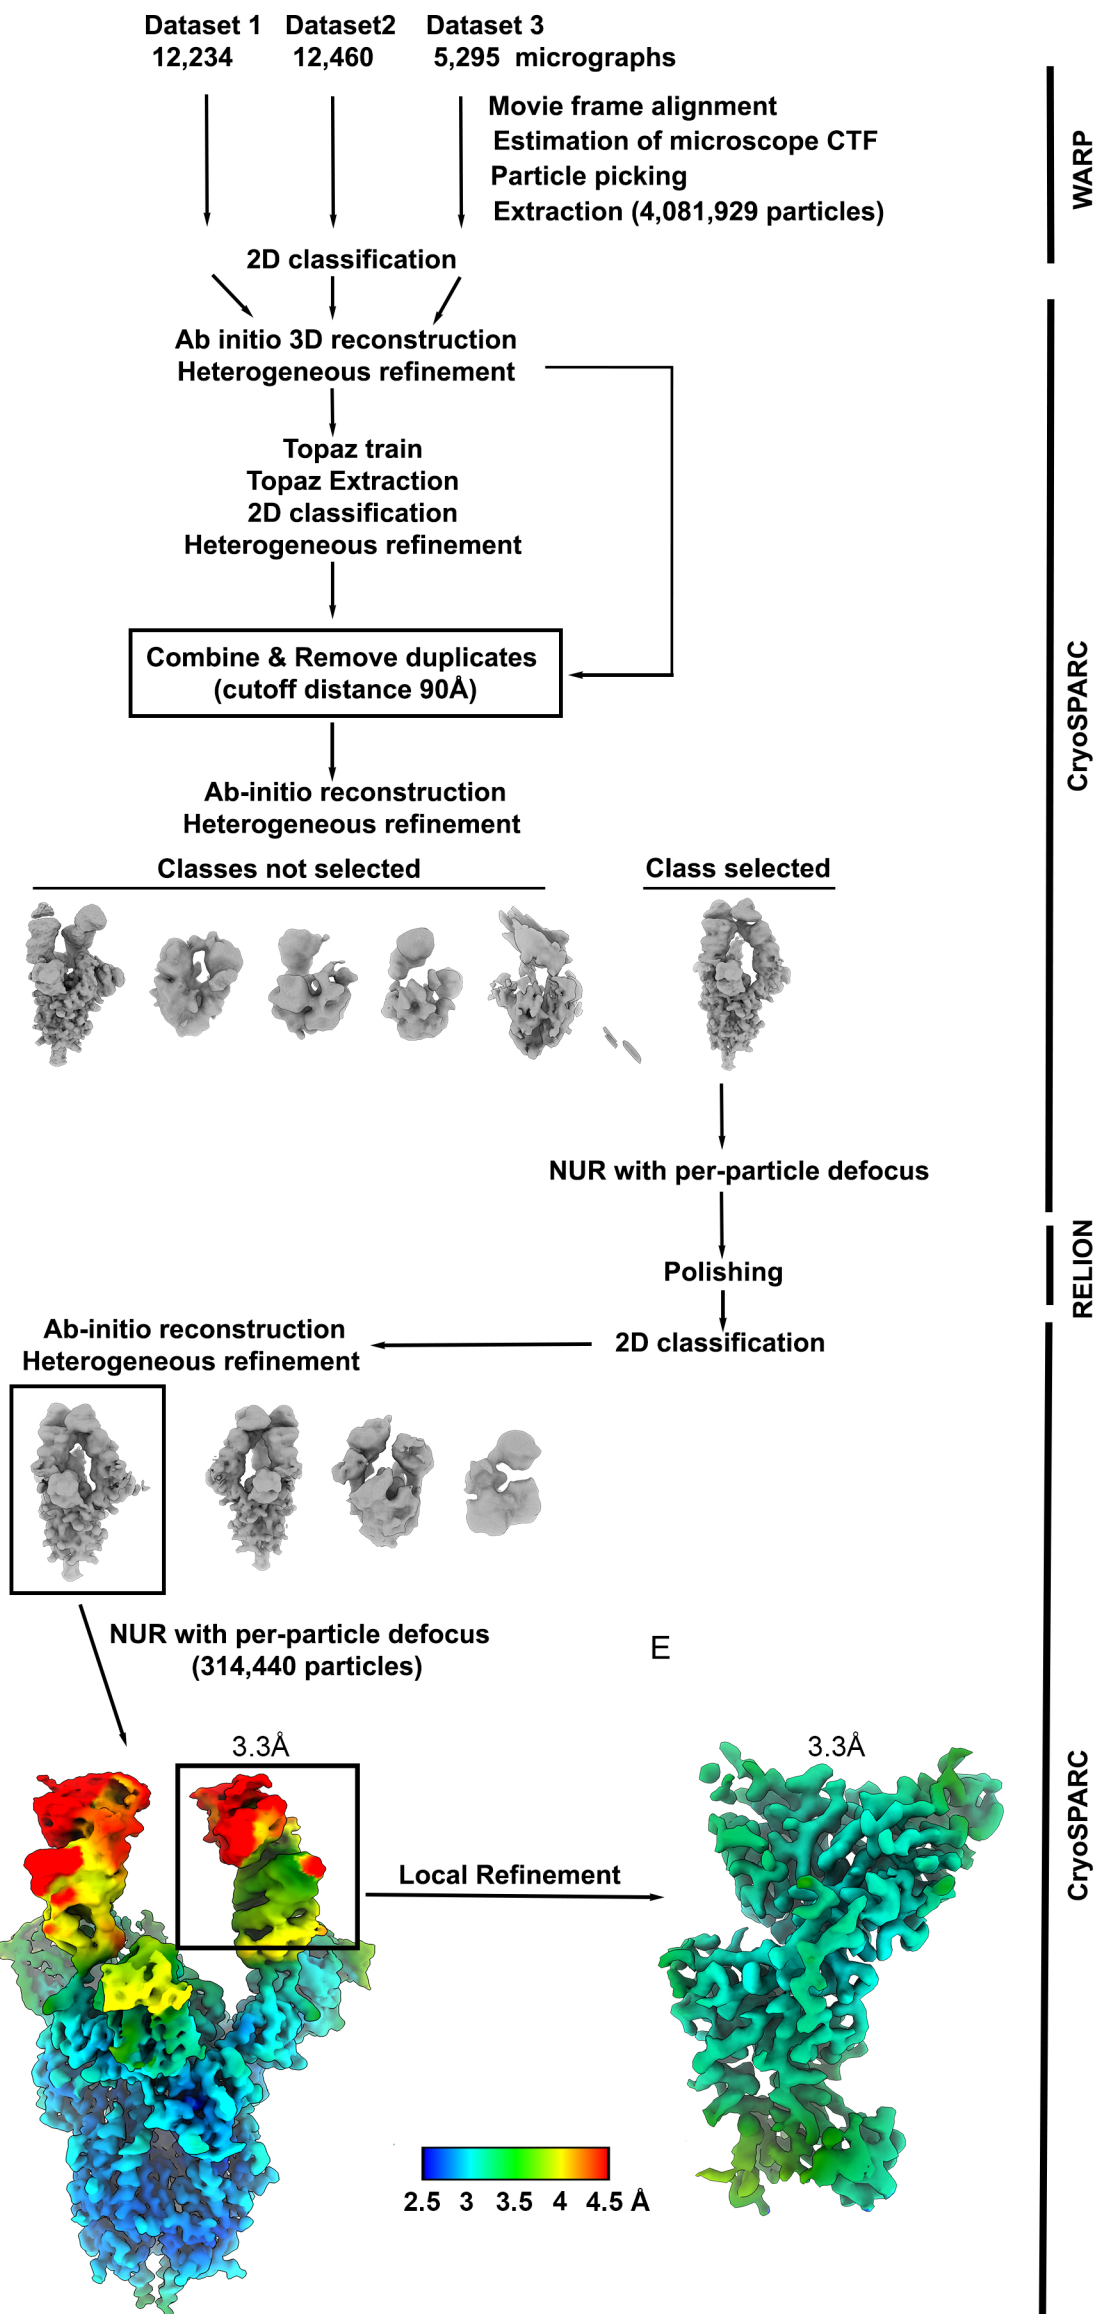 Dataset 1 Dataset2 Dataset 3
12,234 12,460 5,295 micrographs
Movie frame alignment
Estimation of microscope CTF
Particle picking
Extraction (4,081,929 particles)
WARP
2D classification
Ab initio 3D reconstruction
Heterogeneous refinement
Topaz train
Topaz Extraction
2D classification
Heterogeneous refinement
Combine & Remove duplicates
(cutoff distance 90Å)
CryoSPARC
Ab-initio reconstruction
Heterogeneous refinement
Classes not selected
Class selected
NUR with per-particle defocus
Polishing
RELION
2D classification
Ab-initio reconstruction
Heterogeneous refinement
NUR with per-particle defocus
(314,440 particles)
E
3.3Å
3.3Å
Local Refinement
CryoSPARC
2.5 3 3.5 4 4.5 Å